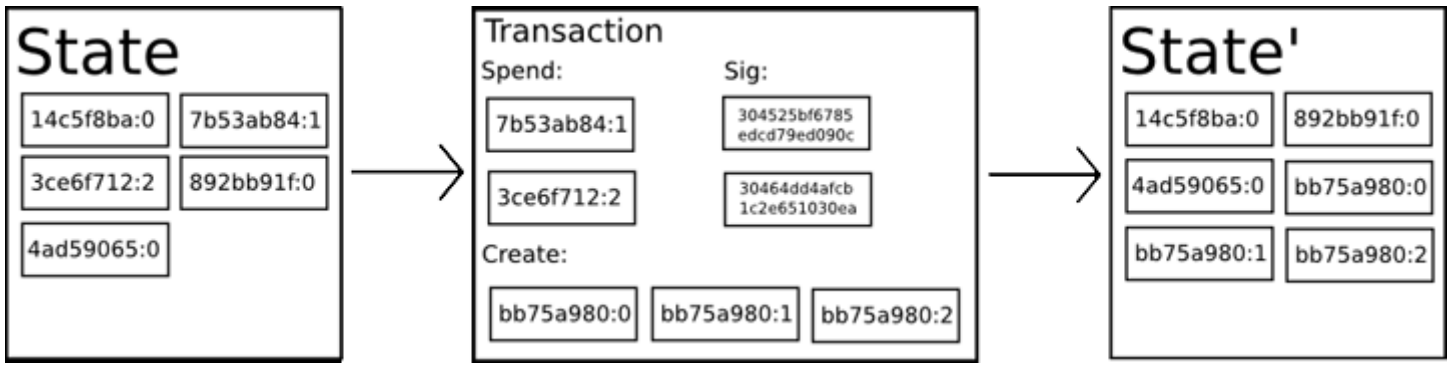 State
14c5f8ba:0 7b53ab84:1
3ce6f712:2 892bb91f:0
4ad59065:0
Transaction
Spend: Sig:
7b53ab84:1
304525bf6785
edcd79ed090c
3ce6f712:2
30464dd4afcb
1c2e651030ea
Create:
bb75a980:0 bb75a980:1 bb75a980:2
State'
14c5f8ba:0 892bb91f:0
4ad59065:0 bb75a980:0
bb75a980:1 bb75a980:2